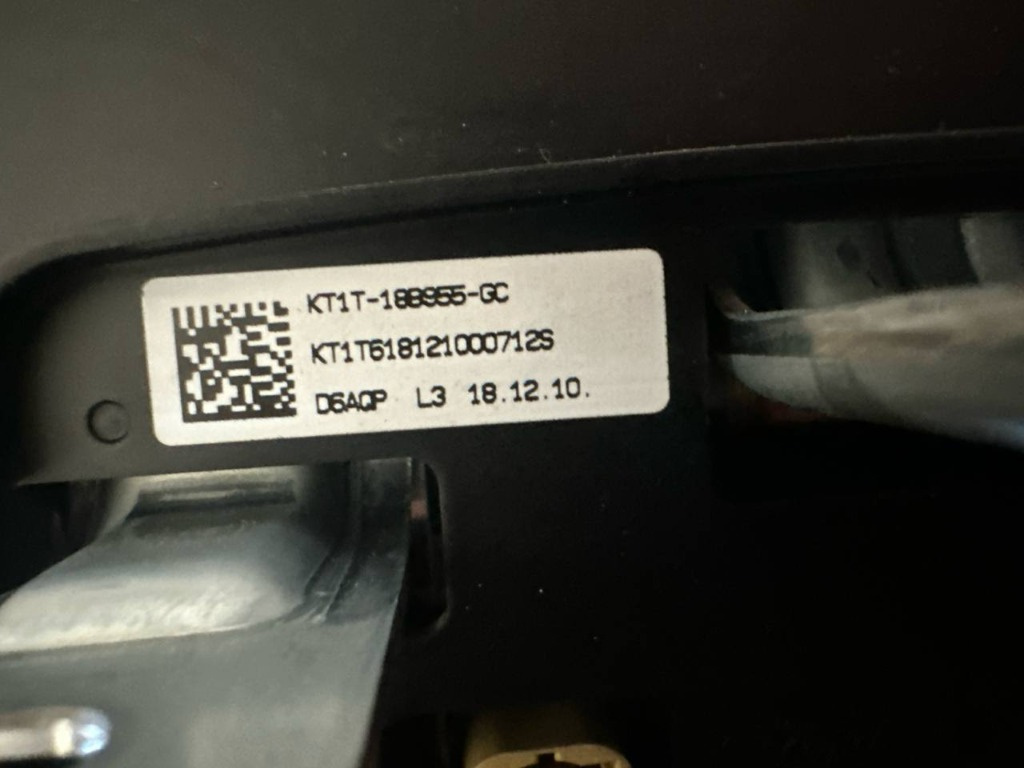 KT1T-18B955-GC
KT1T618121000712S
D6AQP L3 18.12.10.